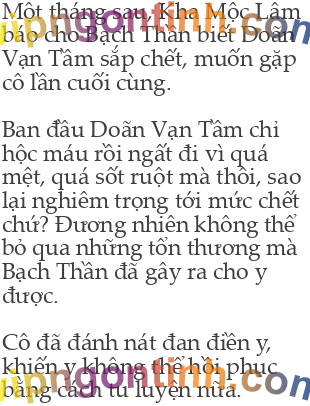 Một tháng sau, Kha Mộc Lâm
báo cho Bạch Thần biết Doãn
Vạn Tầm sắp chết, muốn gặp
cô lần cuối cùng.
Ban đầu Doãn Vạn Tầm chỉ
hộc máu rồi ngất đi vì quá
mệt, quá sốt ruột mà thôi, sao
lại nghiêm trọng tới mức chết
chứ? Đương nhiên không thể
bỏ qua những tổn thương mà
Bạch Thần đã gây ra cho y
được.
Cô đã đánh nát đan điền y,
khiến y không thể hồi phục
bằng cách tu luyện nữa.